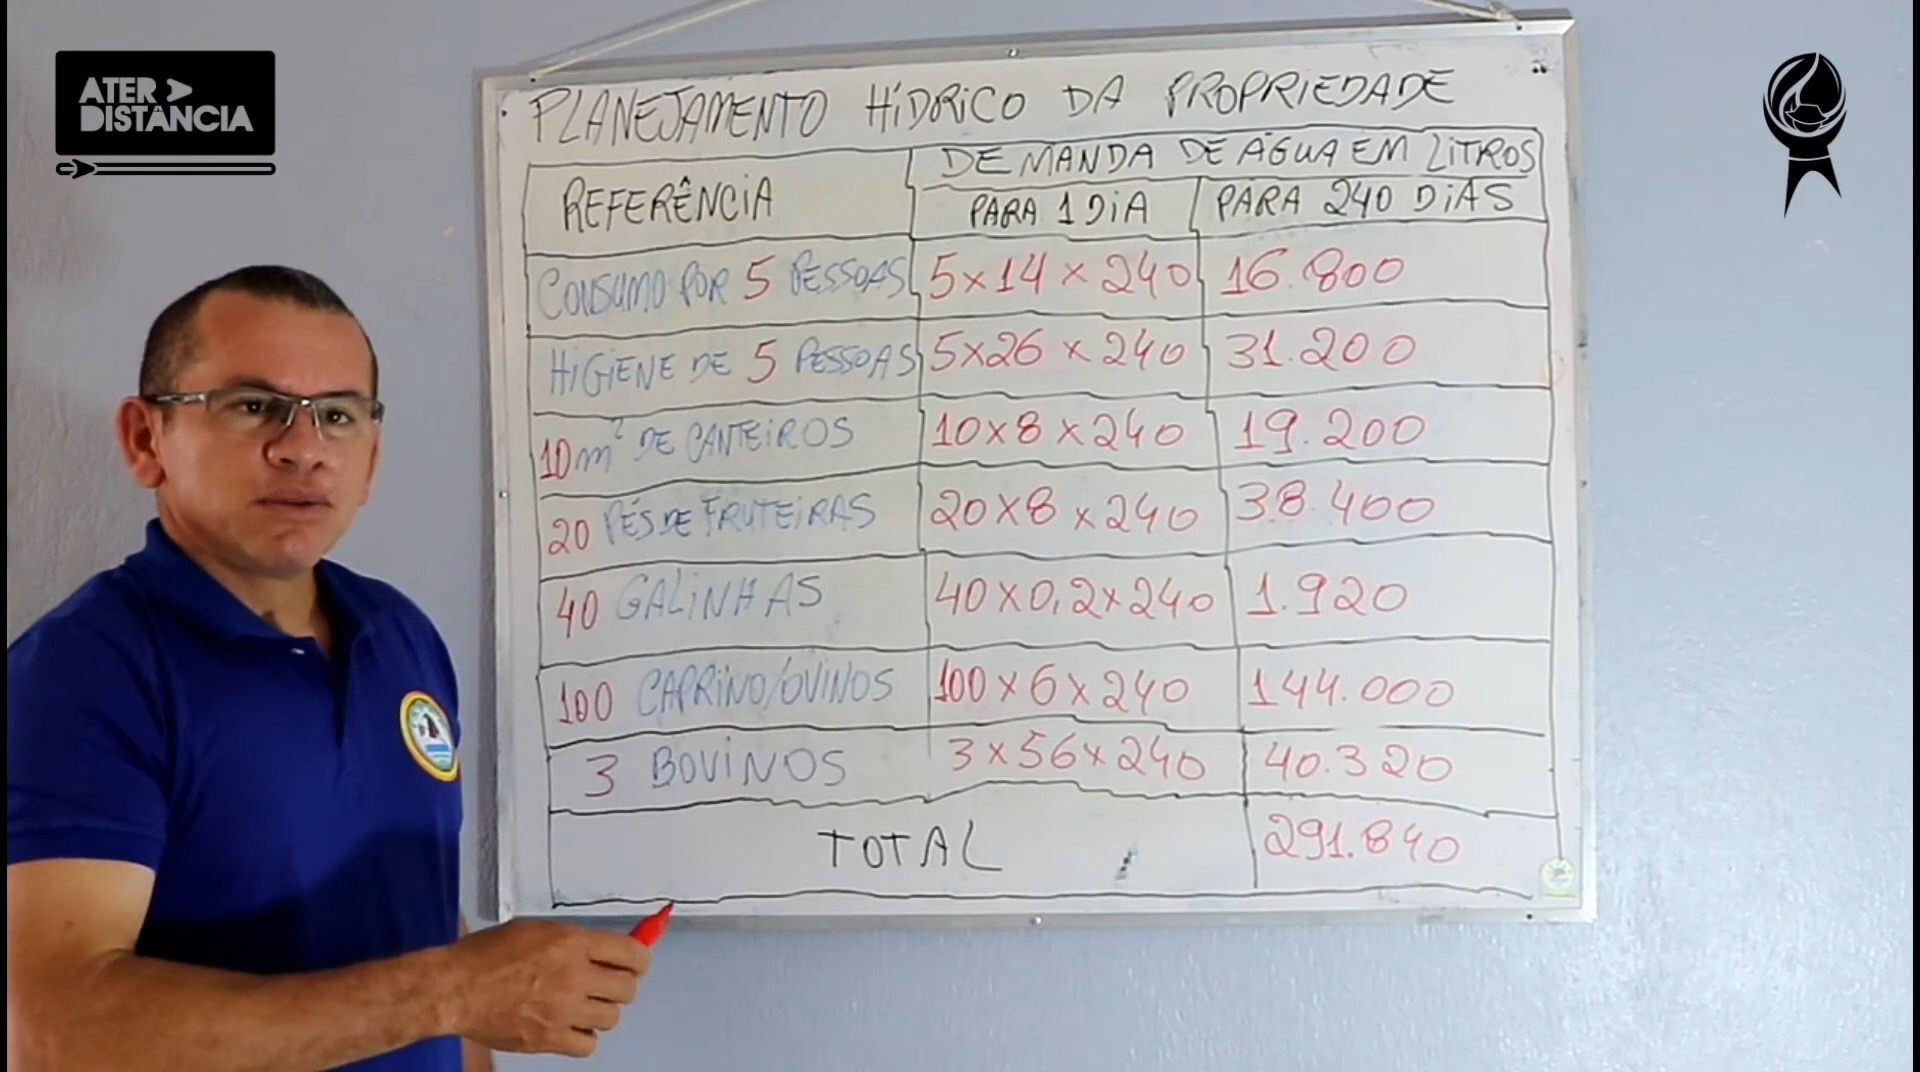 ATER
DISTÂNCIA
PLANEJAMENTO HÍDRICO DA PROPRIEDADE
REFERÊNCIA
DEMANDA DE ÁGUA EM LITROS
PARA 1 DIA
PARA 240 DIAS
CONSUMO POR 5 PESSOAS 5x14x240 16.800
HIGIENE DE 5 PESSOAS 5x26x240 31.200
10m² DE CANTEIROS 10x8x240 19.200
20 PÉS DE FRUTEIRAS 20x8x240 38.400
40 GALINHAS 40x0,2x240 1.920
100 CAPRINO/OVINOS 100x6x240 144.000
3 BOVINOS 3x56x240 40.320
TOTAL 291.840